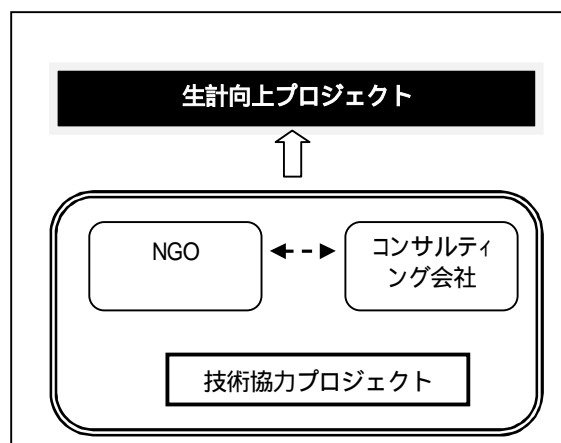 生計向上プロジェクト
NGO
コンサルティ
ング会社
技術協力プロジェクト